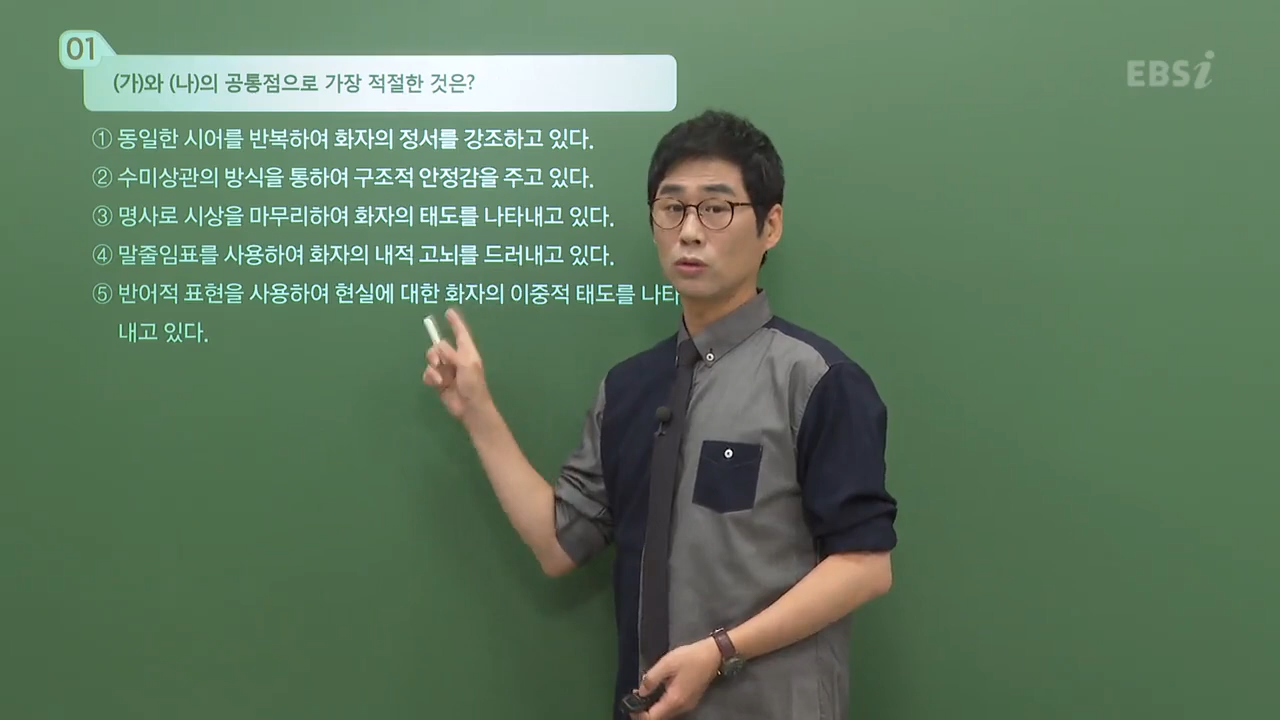 01
EBSi
(가)와 (나)의 공통점으로 가장 적절한 것은?
① 동일한 시어를 반복하여 화자의 정서를 강조하고 있다.
② 수미상관의 방식을 통하여 구조적 안정감을 주고 있다.
③ 명사로 시상을 마무리하여 화자의 태도를 나타내고 있다.
④ 말줄임표를 사용하여 화자의 내적 고뇌를 드러내고 있다.
⑤ 반어적 표현을 사용하여 현실에 대한 화자의 이중적 태도를 나타
내고 있다.